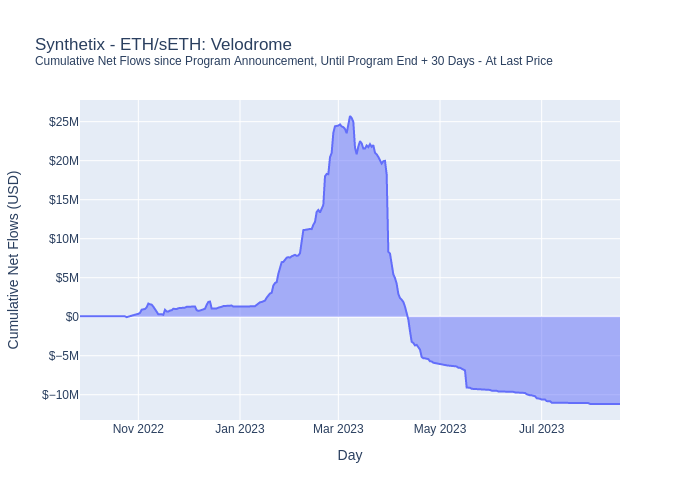 Synthetix - ETH/sETH: Velodrome
Cumulative Net Flows since Program Announcement, Until Program End + 30 Days - At Last Price
Cumulative Net Flows (USD)
$25M
$20M
$15M
$10M
$5M
$0
$−5M
$−10M
Nov 2022 Jan 2023 Mar 2023 May 2023 Jul 2023
Day